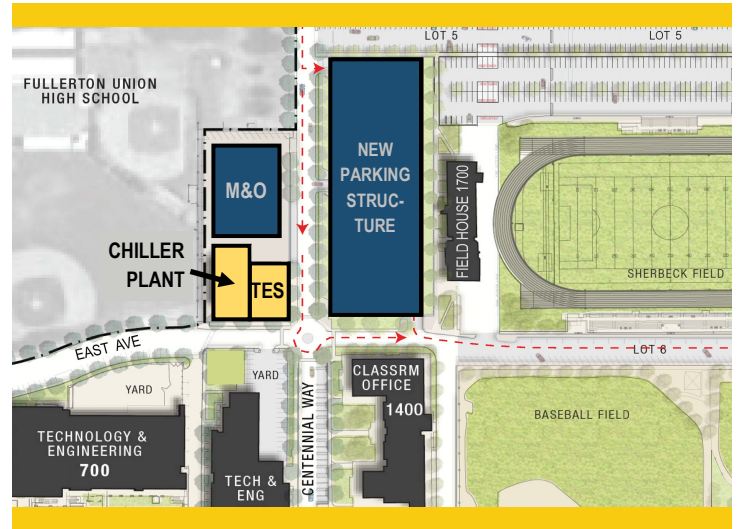 LOT 5
LOT 5
FULLERTON UNION
HIGH SCHOOL
NEW
PARKING
STRUC-
TURE
M&O
FIELD HOUSE 1700
CHILLER
PLANT
TES
SHERBECK FIELD
EAST AVE
LOT 6
YARD
YARD
CLASSRM
OFFICE
1400
CENTENNIAL WAY
BASEBALL FIELD
TECHNOLOGY &
ENGINEERING
700
TECH &
ENG